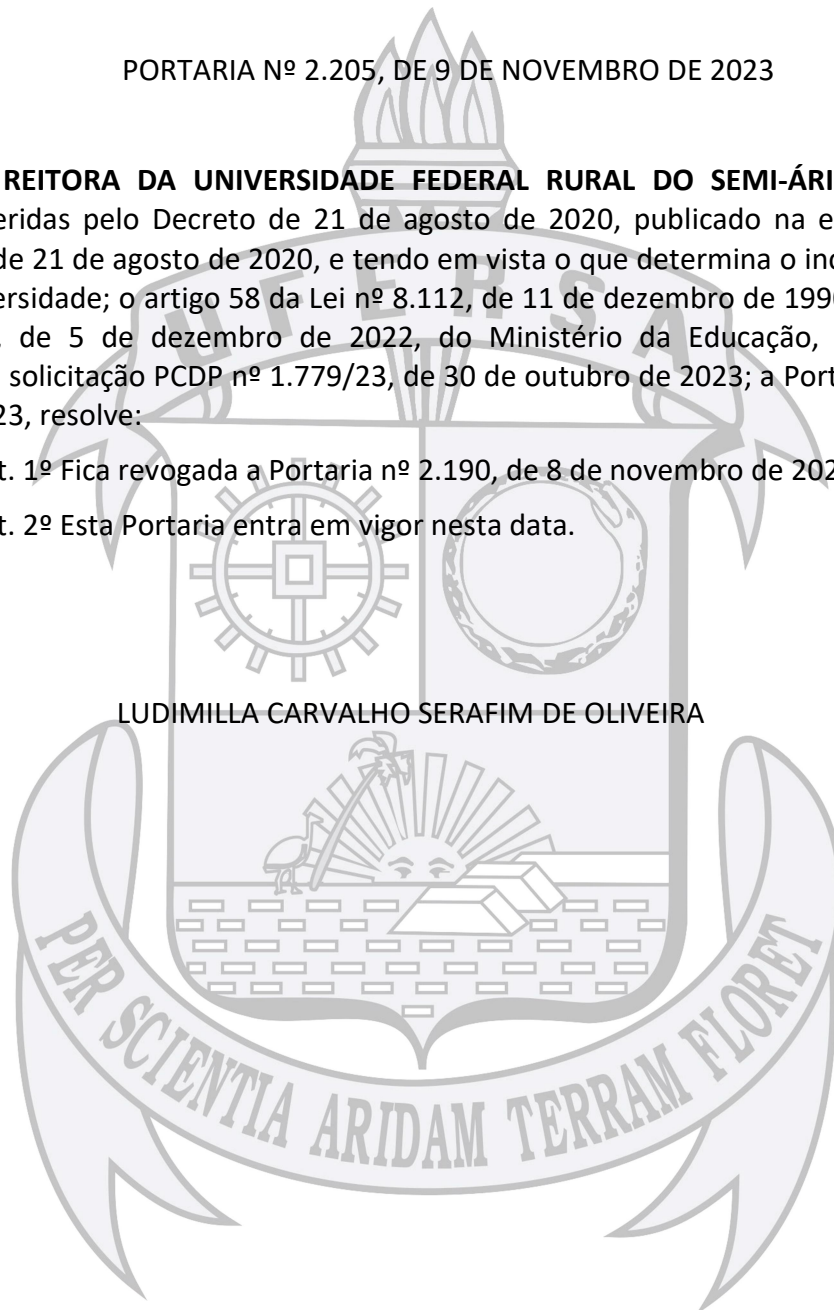 PORTARIA Nº 2.205, DE 9 DE NOVEMBRO DE 2023
REITORA DA UNIVERSIDADE FEDERAL RURAL DO SEMI-ÁRI
eridas pelo Decreto de 21 de agosto de 2020, publicado na e
de 21 de agosto de 2020, e tendo em vista o que determina o in
ersidade; o artigo 58 da Lei nº 8.112, de 11 de dezembro de 1990
, de 5 de dezembro de 2022, do Ministério da Educação,
solicitação PCDP nº 1.779/23, de 30 de outubro de 2023; a Port
23, resolve:
t. 1º Fica revogada a Portaria nº 2.190, de 8 de novembro de 202
t. 2º Esta Portaria entra em vigor nesta data.
LUDIMILLA CARVALHO SERAFIM DE OLIVEIRA
UFERSA
PER SCIENTIA ARIDAM TERRAM FLORET